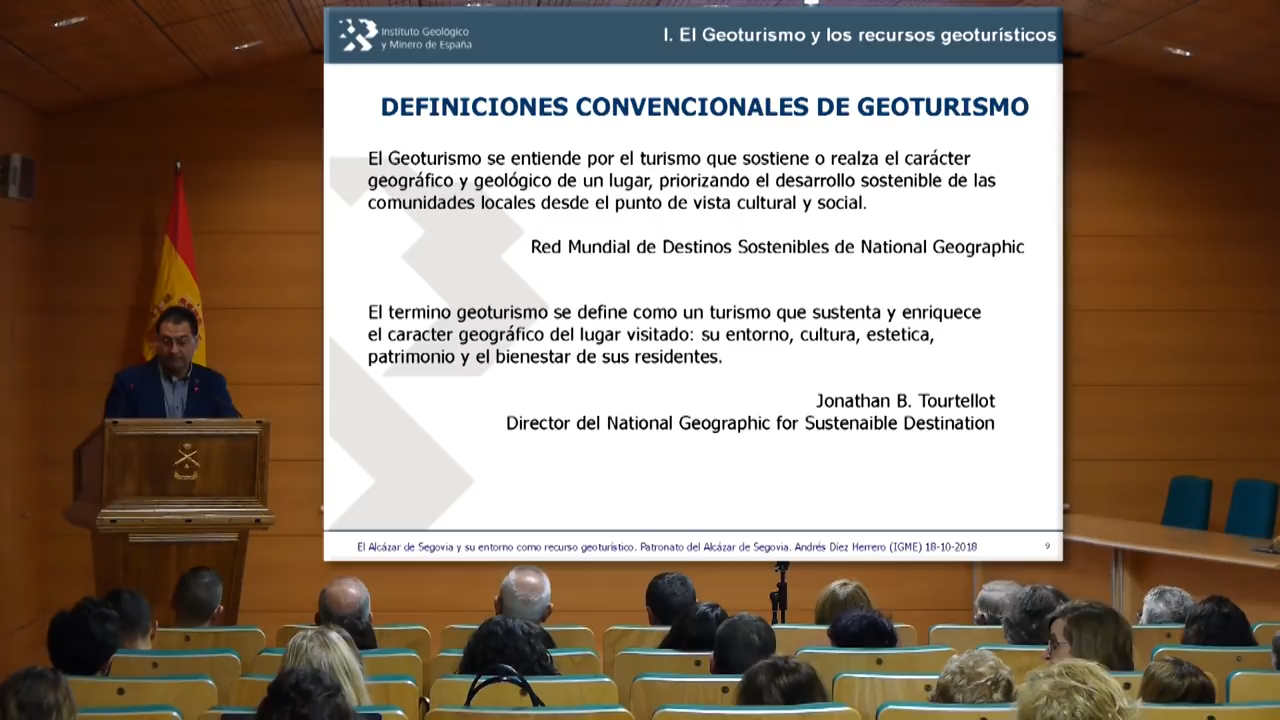 Instituto Geológico
y Minero de España
I. El Geoturismo y los recursos geoturísticos
DEFINICIONES CONVENCIONALES DE GEOTURISMO
El Geoturismo se entiende por el turismo que sostiene o realza el carácter
geográfico y geológico de un lugar, priorizando el desarrollo sostenible de las
comunidades locales desde el punto de vista cultural y social.
Red Mundial de Destinos Sostenibles de National Geographic
El termino geoturismo se define como un turismo que sustenta y enriquece
el caracter geográfico del lugar visitado: su entorno, cultura, estetica,
patrimonio y el bienestar de sus residentes.
Jonathan B. Tourtellot
Director del National Geographic for Sustenaible Destination
El Alcázar de Segovia y su entorno como recurso geoturístico. Patronato del Alcázar de Segovia. Andrés Díez Herrero (IGME) 18-10-2018
9